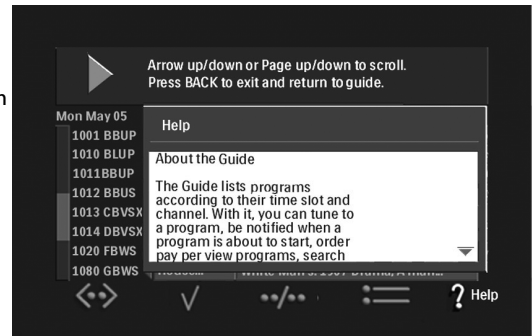 Arrow up/down or Page up/down to scroll.
Press BACK to exit and return to guide.
Mon May 05
Help
1001 BBUP
1010 BLUP
1011BBUP
1012 BBUS
1013 CBVSX
1014 DBVSX
1020 FBWS
1080 GBWS
About the Guide
The Guide lists programs
according to their time slot and
channel. With it, you can tune to
a program, be notified when a
program is about to start, order
pay per view programs, search
? Help